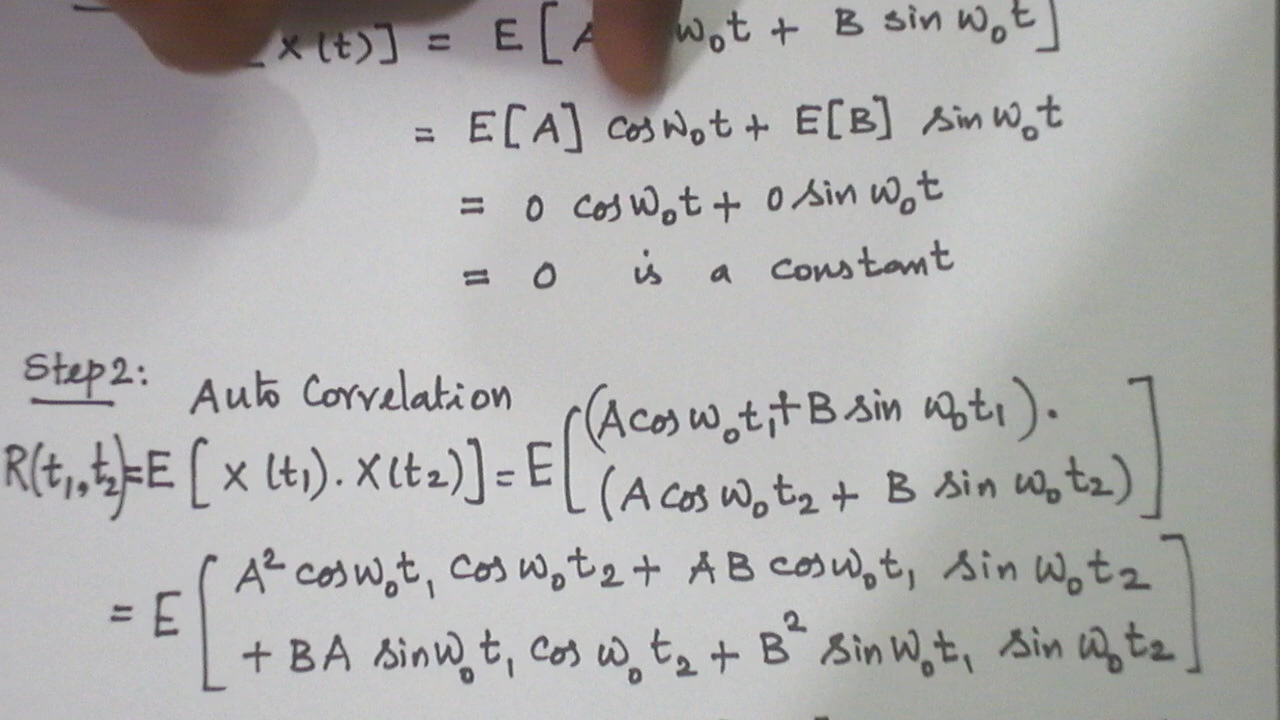 x(t)] = E[A w₀t + B sin w₀t]
= E[A] cos w₀t + E[B] sin w₀t
= 0 cos w₀t + 0 sin w₀t
= 0 is a constant
Step 2: Auto Correlation
R(t₁,t₂)=E[x(t₁).X(t₂)]=E[(A cos w₀t₁+B sin w₀t₁).
(A cos w₀t₂ + B sin w₀t₂)]
= E[A² cos w₀t₁ cos w₀t₂ + AB cos w₀t₁ sin w₀t₂
+ BA sin w₀t₁ cos w₀t₂ + B² sin w₀t₁ sin w₀t₂]